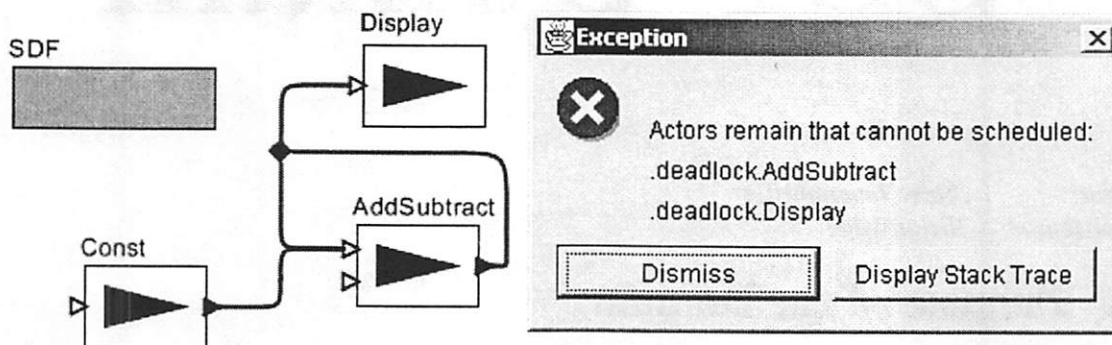 Display
SDF
AddSubtract
Const
Exception
Actors remain that cannot be scheduled:
.deadlock.AddSubtract
.deadlock.Display
Dismiss
Display Stack Trace